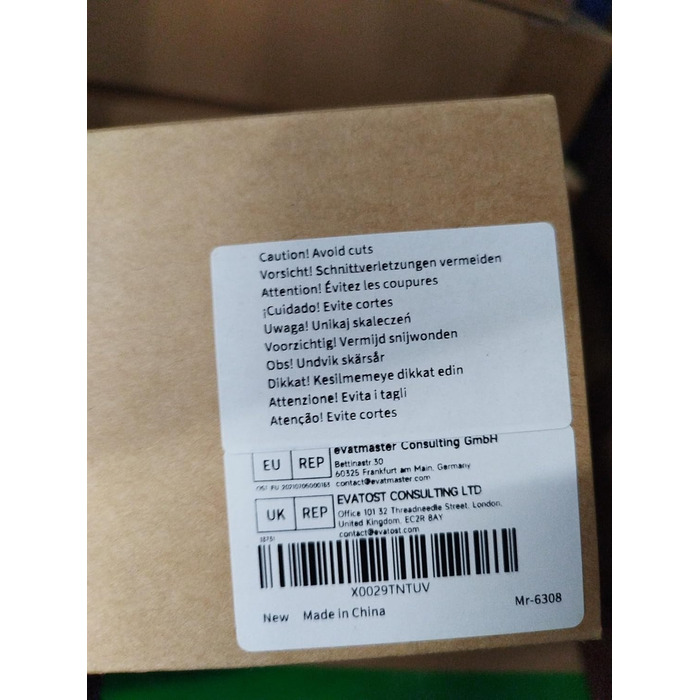 Caution! Avoid cuts
Vorsicht! Schnittverletzungen vermeiden
Attention! Évitez les coupures
¡Cuidado! Evite cortes
Uwaga! Unikaj skaleczeń
Voorzichtig! Vermijd snijwonden
Obs! Undvik skärsår
Dikkat! Kesilmemeye dikkat edin
Attenzione! Evita i tagli
Atenção! Evite cortes
EU REP
evatmaster Consulting GmbH
Bettinastr. 30
60325 Frankfurt am Main, Germany
contact@evatmaster.com
UK REP
EVATOST CONSULTING LTD
Office 101 32 Threadneedle Street, London,
United Kingdom, EC2R 8AY
contact@evatost.com
X0029TNTUV
New Made in China
Mr-6308